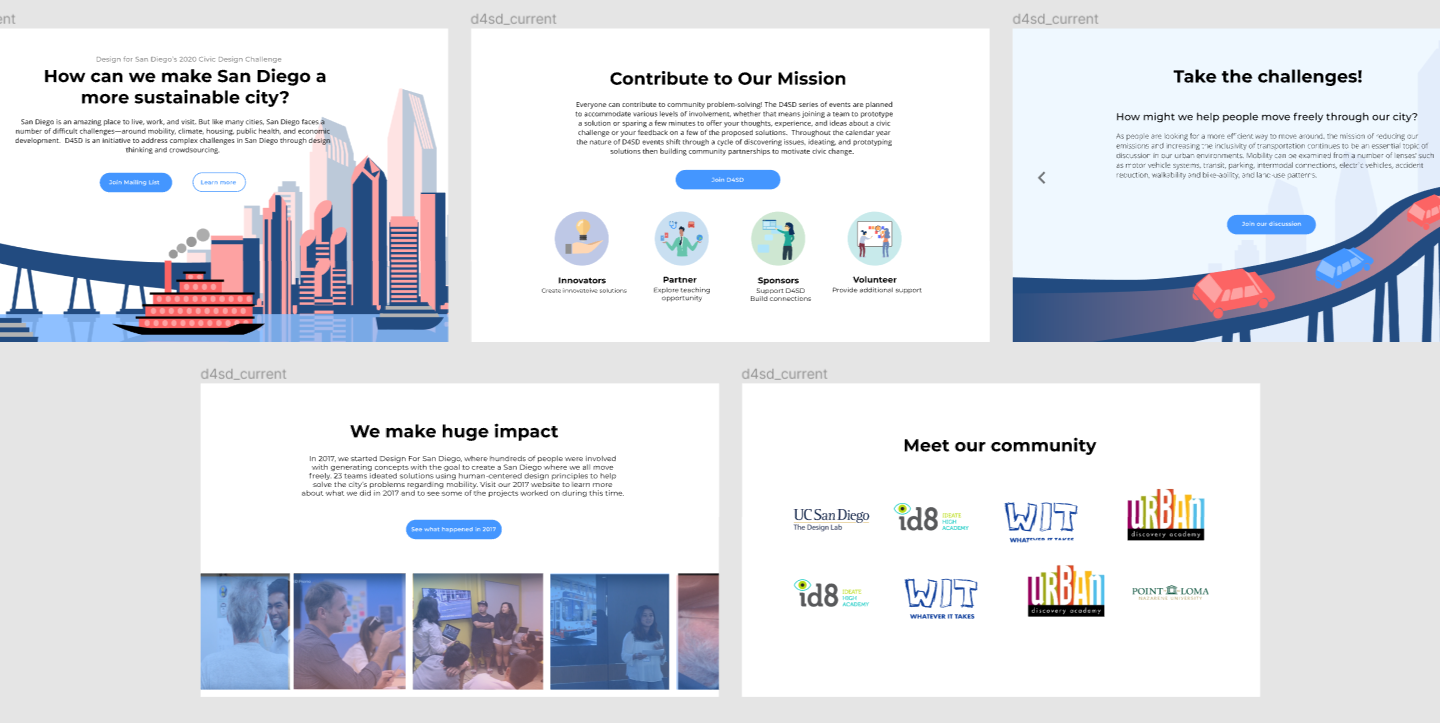 ent
d4sd_current
d4sd_current
Design for San Diego's 2020 Civic Design Challenge
How can we make San Diego a
more sustainable city?
San Diego is an amazing place to live, work, and visit. But like many cities, San Diego faces a
number of difficult challenges—around mobility, climate, housing, public health, and economic
development. D4SD is an initiative to address complex challenges in San Diego through design
thinking and crowdsourcing.
Join Mailing List
Learn more
Contribute to Our Mission
Everyone can contribute to community problem-solving! The D4SD series of events are planned
to accommodate various levels of involvement, whether that means joining a team to prototype
a solution or sparing a few minutes to offer your thoughts, experience, and ideas about a civic
challenge or your feedback on a few of the proposed solutions. Throughout the calendar year
the nature of D4SD events shift through a cycle of discovering issues, ideating, and prototyping
solutions then building community partnerships to motivate civic change.
Join D4SD
Innovators
Create innovateive solutions
Partner
Explore teaching
opportunity
Sponsors
Support D4SD
Build connections
Volunteer
Provide additional support
Take the challenges!
How might we help people move freely through our city?
As people are looking for a more efficient way to move around, the mission of reducing our
emissions and increasing the inclusivity of transportation continues to be an essential topic of
discussion in our urban environments. Mobility can be examined from a number of lenses such
as motor vehicle systems, transit, parking, intermodal connections, electric vehicles, accident
reduction, walkability and bike-ability, and land-use patterns.
Join our discussion
d4sd_current
d4sd_current
We make huge impact
In 2017, we started Design For San Diego, where hundreds of people were involved
with generating concepts with the goal to create a San Diego where we all move
freely. 23 teams ideated solutions using human-centered design principles to help
solve the city's problems regarding mobility. Visit our 2017 website to learn more
about what we did in 2017 and to see some of the projects worked on during this time.
See what happened in 2017
Meet our community
UC San Diego
The Design Lab
id8
CREATE
HIGH
ACADEMY
WIT
WHATEVER IT TAKES
URBAN
discovery academy
id8
CREATE
HIGH
ACADEMY
WIT
WHATEVER IT TAKES
URBAN
discovery academy
POINT LOMA
NAZARENE UNIVERSITY